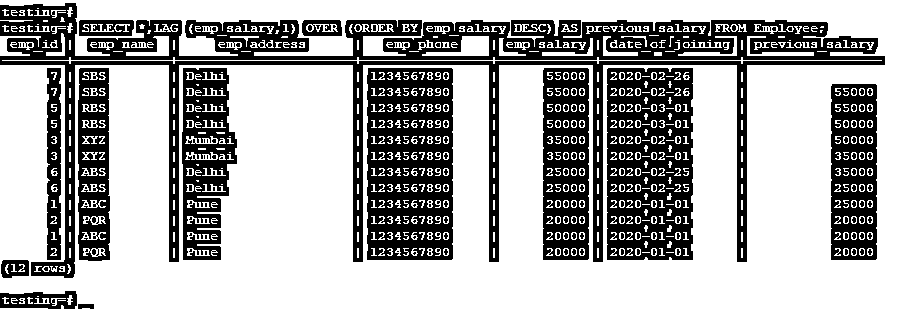 testing=#
testing=# SELECT *,LAG (emp_salary,1) OVER (ORDER BY emp_salary DESC) AS previous_salary FROM Employee;
emp_id | emp_name | emp_address | emp_phone | emp_salary | date_of_joining | previous_salary
7 | SBS | Delhi | 1234567890 | 55000 | 2020-02-26 |
7 | SBS | Delhi | 1234567890 | 55000 | 2020-02-26 | 55000
5 | RBS | Delhi | 1234567890 | 50000 | 2020-03-01 | 55000
5 | RBS | Delhi | 1234567890 | 50000 | 2020-03-01 | 50000
3 | XYZ | Mumbai | 1234567890 | 35000 | 2020-02-01 | 50000
3 | XYZ | Mumbai | 1234567890 | 35000 | 2020-02-01 | 35000
6 | ABS | Delhi | 1234567890 | 25000 | 2020-02-25 | 35000
6 | ABS | Delhi | 1234567890 | 25000 | 2020-02-25 | 25000
1 | ABC | Pune | 1234567890 | 20000 | 2020-01-01 | 25000
2 | PQR | Pune | 1234567890 | 20000 | 2020-01-01 | 20000
1 | ABC | Pune | 1234567890 | 20000 | 2020-01-01 | 20000
2 | PQR | Pune | 1234567890 | 20000 | 2020-01-01 | 20000
(12 rows)
testing=#